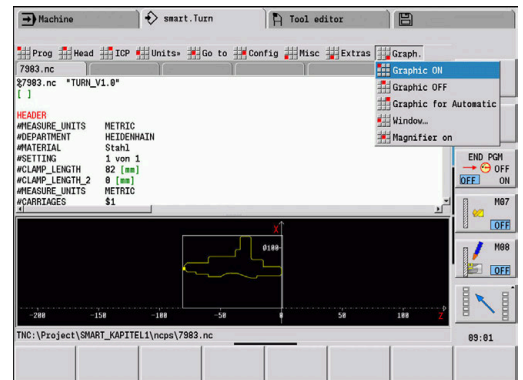 Machine smart.Turn Tool editor
Prog Head ICP Units» Go to Config Misc Extras Graph.
7983.nc
%7983.nc "TURN_V1.0"
[ ]
HEADER
#MEASURE_UNITS METRIC
#DEPARTMENT HEIDENHAIN
#MATERIAL Stahl
#SETTING 1 von 1
#CLAMP_LENGTH 82 [mm]
#CLAMP_LENGTH_2 0 [mm]
#MEASURE_UNITS METRIC
#CARRIAGES $1
Graphic ON
Graphic OFF
Graphic for Automatic
Window…
Magnifier on
END PGM
OFF
OFF ON
M07
OFF
M08
OFF
X
Ø100
-200 -150 -100 -50 0 50 100 Z
TNC:\Project\SMART_KAPITEL1\ncps\7983.nc
09:01